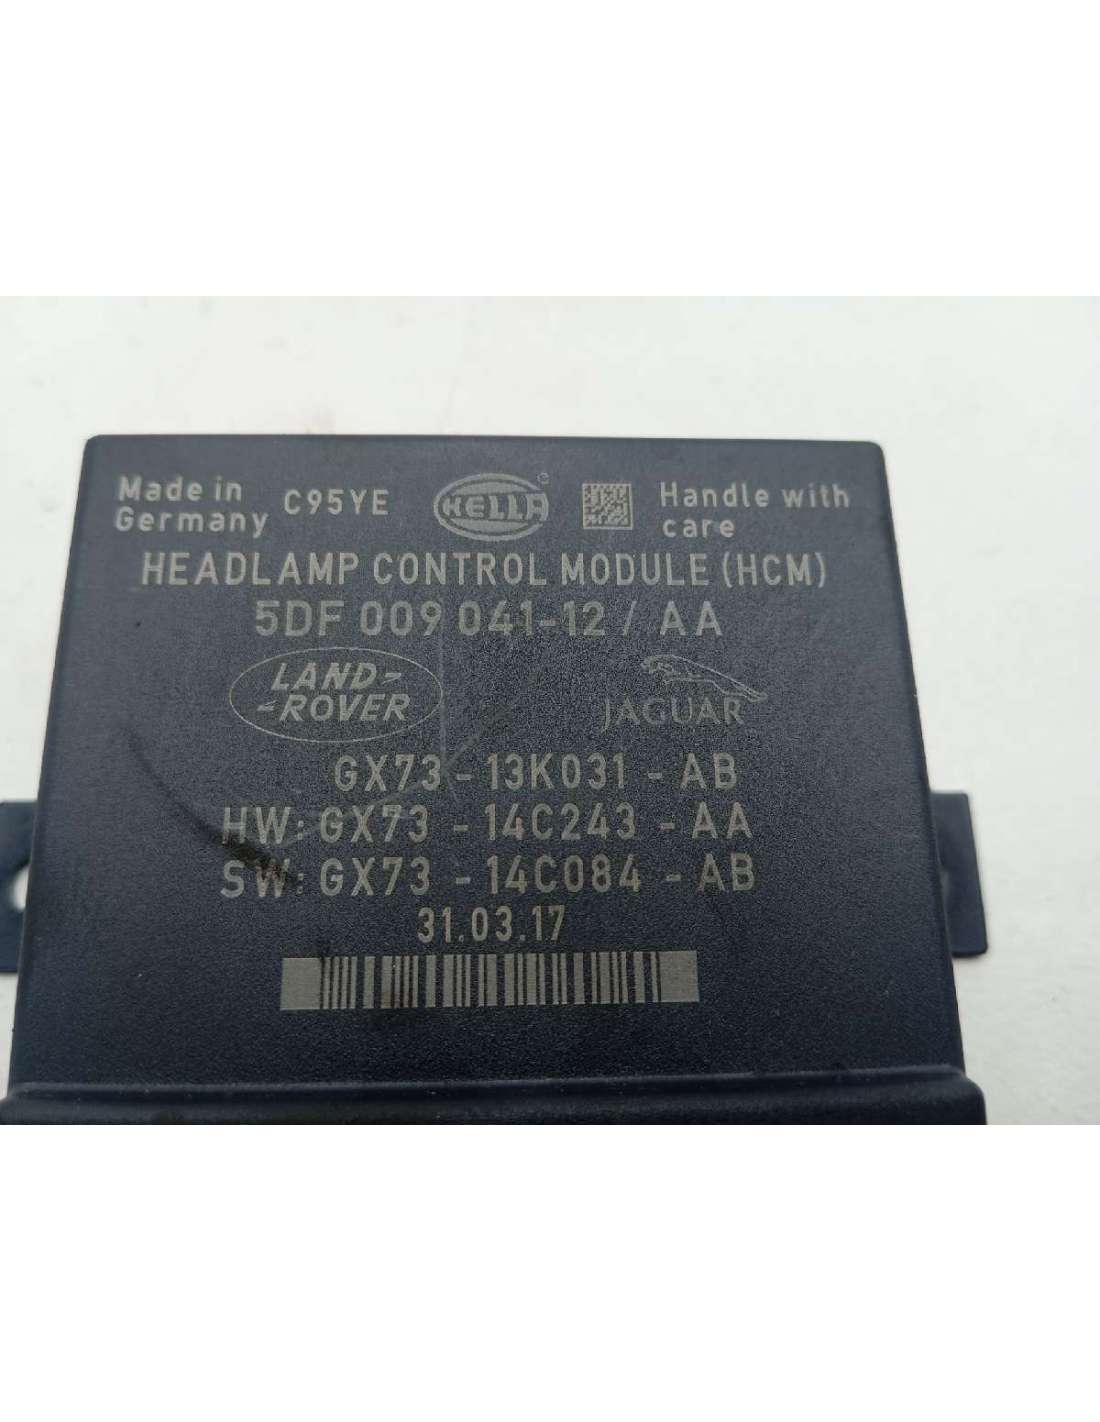 Made in Germany
C95YE
HELLA
Handle with care
HEADLAMP CONTROL MODULE (HCM)
5DF 009 041-12 / AA
LAND-
-ROVER
JAGUAR
GX73 - 13K031 - AB
HW: GX73 - 14C243 - AA
SW: GX73 - 14C084 - AB
31.03.17